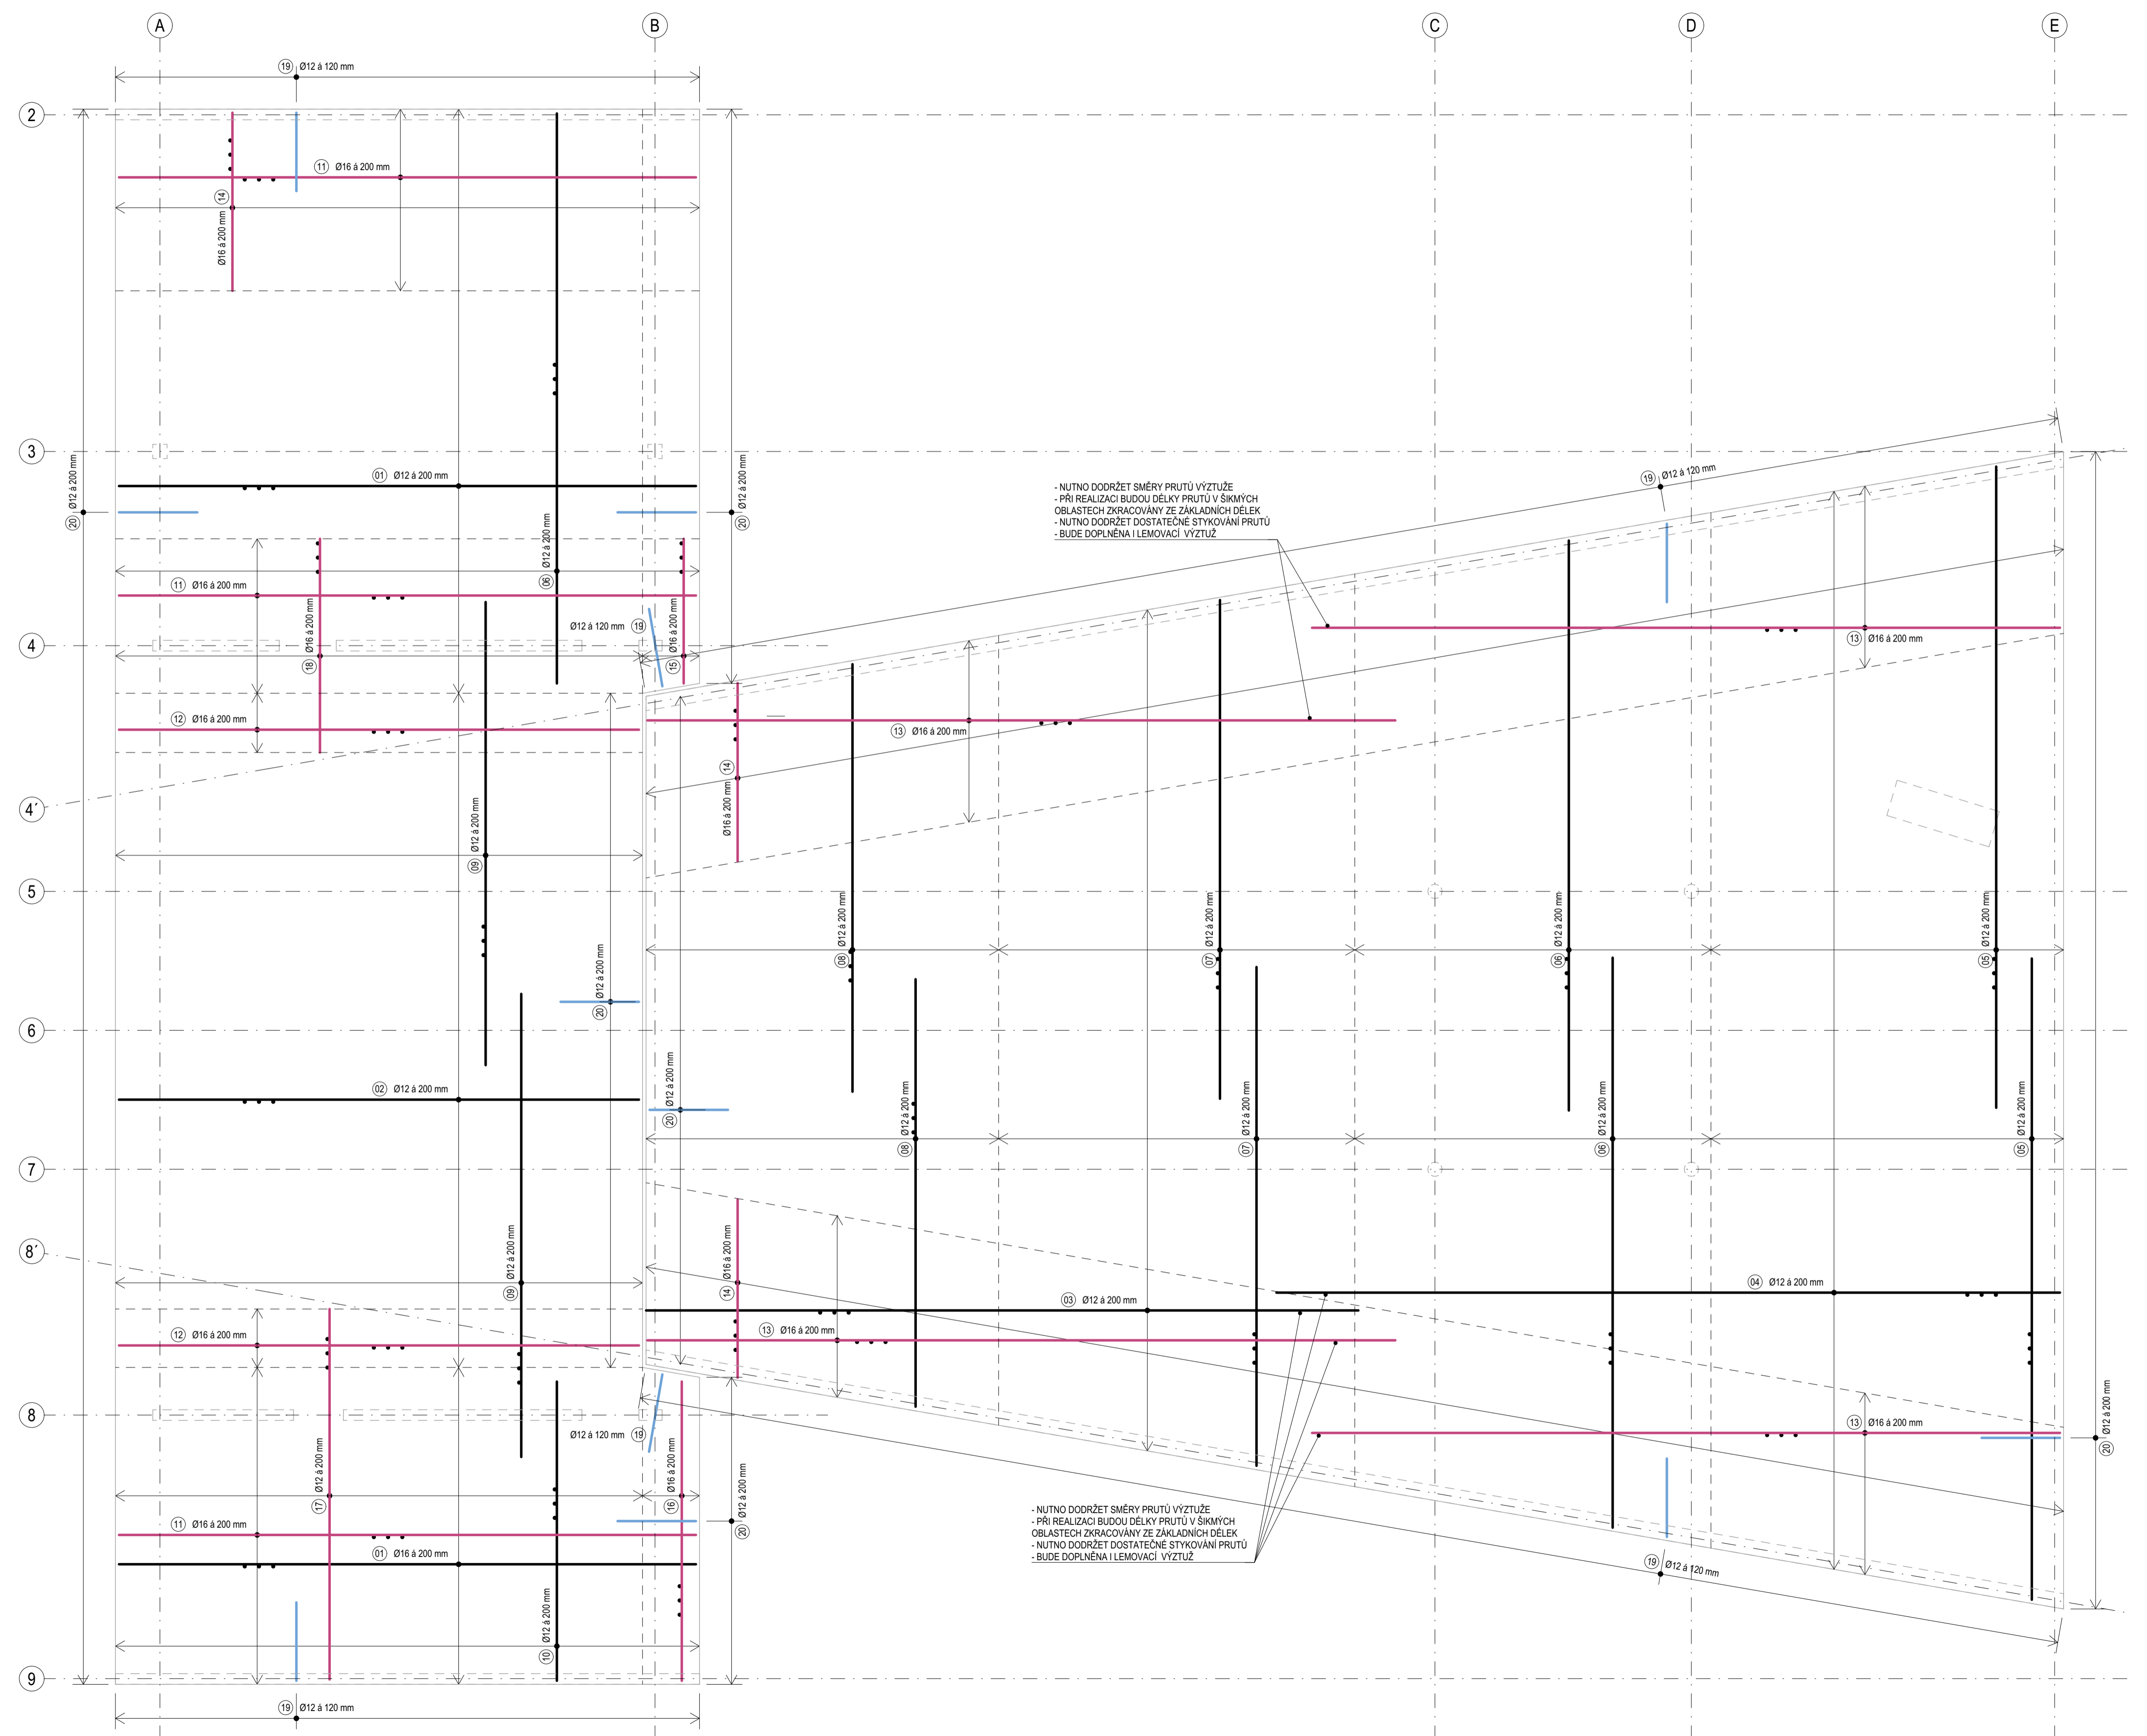 A
B
C
D
E
19 Ø12 á 120 mm
2
11 Ø16 á 200 mm
14 Ø16 á 200 mm
3
20 Ø12 á 200 mm
01 Ø12 á 200 mm
20 Ø12 á 200 mm
19 Ø12 á 120 mm
- NUTNO DODRŽET SMĚRY PRUTŮ VÝZTUŽE
- PŘI REALIZACI BUDOU DÉLKY PRUTŮ V ŠIKMÝCH
OBLASTECH ZKRACOVÁNY ZE ZÁKLADNÍCH DÉLEK
- NUTNO DODRŽET DOSTATEČNÉ STYKOVÁNÍ PRUTŮ
- BUDE DOPLNĚNA I LEMOVACÍ VÝZTUŽ
06 Ø12 á 200 mm
11 Ø16 á 200 mm
Ø12 á 120 mm 19
4
18 Ø16 á 200 mm
15 Ø16 á 200 mm
13 Ø16 á 200 mm
12 Ø16 á 200 mm
13 Ø16 á 200 mm
14 Ø16 á 200 mm
4´
09 Ø12 á 200 mm
5
08 Ø12 á 200 mm
07 Ø12 á 200 mm
06 Ø12 á 200 mm
05 Ø12 á 200 mm
20 Ø12 á 200 mm
6
02 Ø12 á 200 mm
20 Ø12 á 200 mm
08 Ø12 á 200 mm
07 Ø12 á 200 mm
06 Ø12 á 200 mm
05 Ø12 á 200 mm
7
8´
09 Ø12 á 200 mm
14 Ø16 á 200 mm
04 Ø12 á 200 mm
03 Ø12 á 200 mm
12 Ø16 á 200 mm
13 Ø16 á 200 mm
8
13 Ø16 á 200 mm
20 Ø12 á 200 mm
Ø12 á 120 mm 19
17 Ø12 á 200 mm
16 Ø16 á 200 mm
20 Ø12 á 200 mm
11 Ø16 á 200 mm
01 Ø16 á 200 mm
- NUTNO DODRŽET SMĚRY PRUTŮ VÝZTUŽE
- PŘI REALIZACI BUDOU DÉLKY PRUTŮ V ŠIKMÝCH
OBLASTECH ZKRACOVÁNY ZE ZÁKLADNÍCH DÉLEK
- NUTNO DODRŽET DOSTATEČNÉ STYKOVÁNÍ PRUTŮ
- BUDE DOPLNĚNA I LEMOVACÍ VÝZTUŽ
19 Ø12 á 120 mm
10 Ø12 á 200 mm
9
19 Ø12 á 120 mm